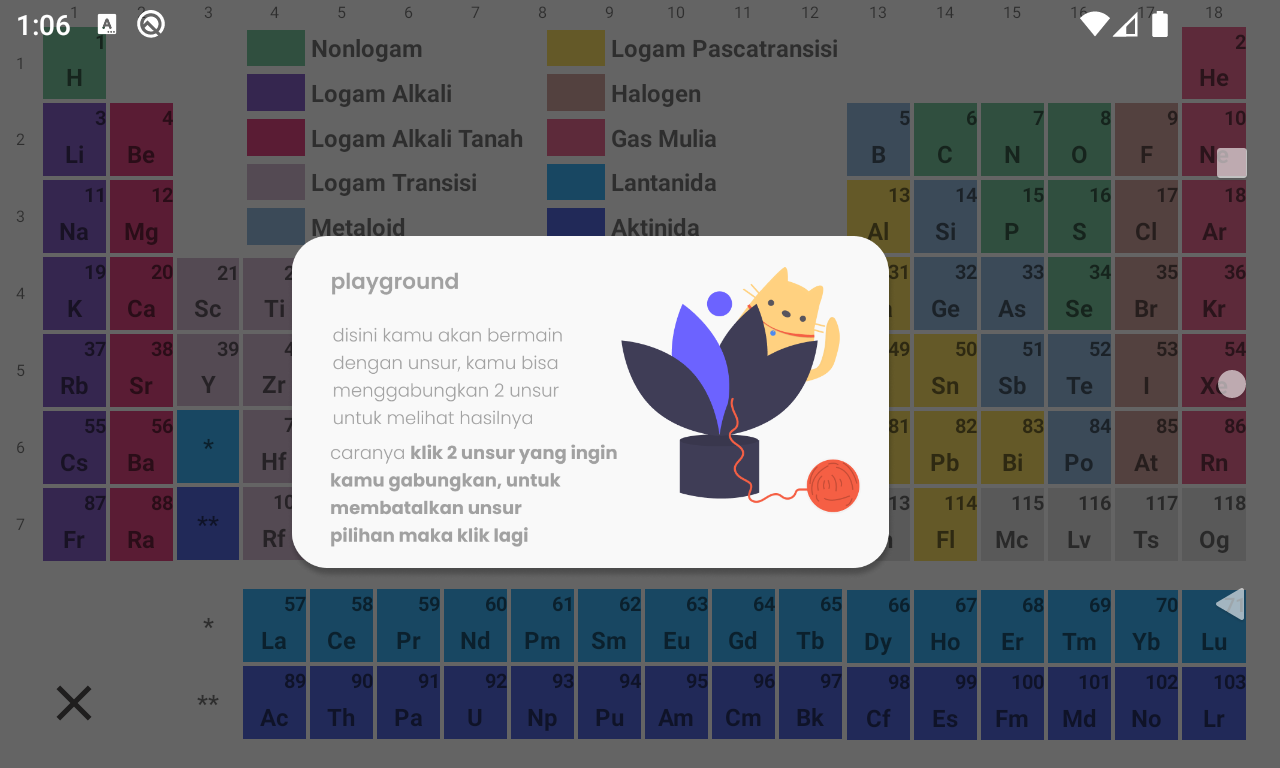 1:06 A
1 2 3 4 5 6 7 8 9 10 11 12 13 14 15 16 17 18
1 1 Nonlogam Logam Pascatransisi 2
H He
Logam Alkali Halogen
2 3 4 Logam Alkali Tanah Gas Mulia 5 6 7 8 9 10
Li Be B C N O F Ne
Logam Transisi Lantanida
3 11 12 13 14 15 16 17 18
Na Mg Metaloid Aktinida Al Si P S Cl Ar
4 19 20 21 31 32 33 34 35 36
K Ca Sc Ti Ge As Se Br Kr
5 37 38 39 49 50 51 52 53 54
Rb Sr Y Zr Sn Sb Te I Xe
6 55 56 * 81 82 83 84 85 86
Cs Ba Hf Pb Bi Po At Rn
7 87 88 ** 114 115 116 117 118
Fr Ra Rf Fl Mc Lv Ts Og
playground
disini kamu akan bermain
dengan unsur, kamu bisa
menggabungkan 2 unsur
untuk melihat hasilnya
caranya klik 2 unsur yang ingin
kamu gabungkan, untuk
membatalkan unsur
pilihan maka klik lagi
* 57 58 59 60 61 62 63 64 65 66 67 68 69 70 71
La Ce Pr Nd Pm Sm Eu Gd Tb Dy Ho Er Tm Yb Lu
** 89 90 91 92 93 94 95 96 97 98 99 100 101 102 103
Ac Th Pa U Np Pu Am Cm Bk Cf Es Fm Md No Lr